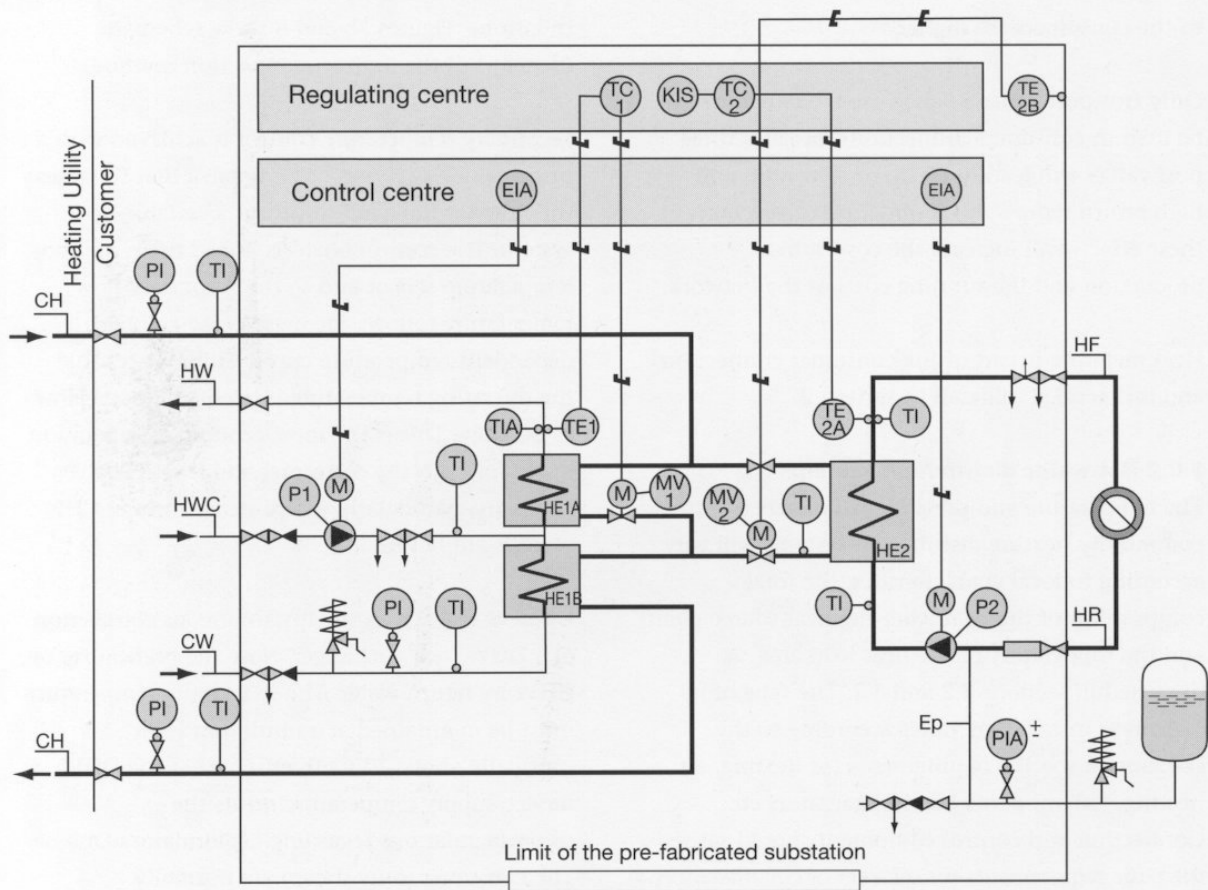 Regulating centre
TC 1
KIS
TC 2
TE 2B
Control centre
EIA
EIA
Heating Utility
Customer
PI
TI
CH
HF
HW
TIA
TE1
TE 2A
TI
HWC
P1
M
TI
HE1A
M
MV 1
MV 2
M
TI
HE2
HE1B
TI
M
P2
HR
PI
TI
CW
PI
TI
CH
Ep
PIA
±
Limit of the pre-fabricated substation